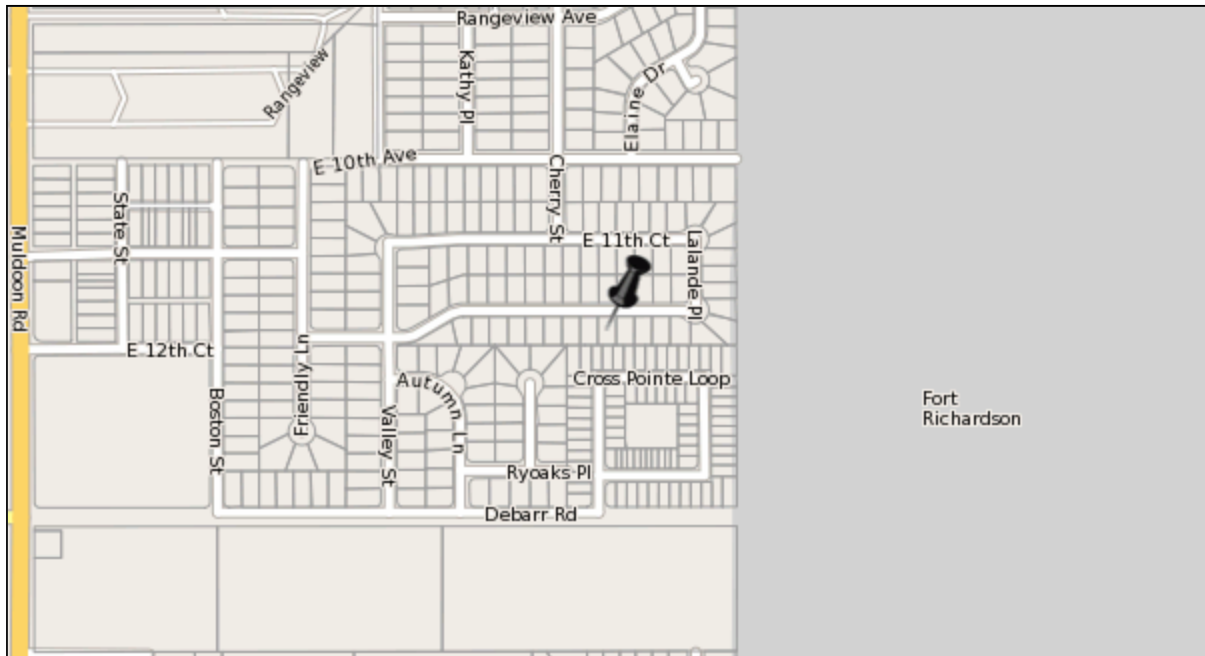 Rangeview Ave
Kathy Pl
Elaine Dr
Rangeview
E 10th Ave
Cherry St
State St
E 11th Ct
Lalande Pl
Muldoon Rd
E 12th Ct
Friendly Ln
Cross Pointe Loop
Autumn Ln
Boston St
Valley St
Fort
Richardson
Ryoaks Pl
Debarr Rd